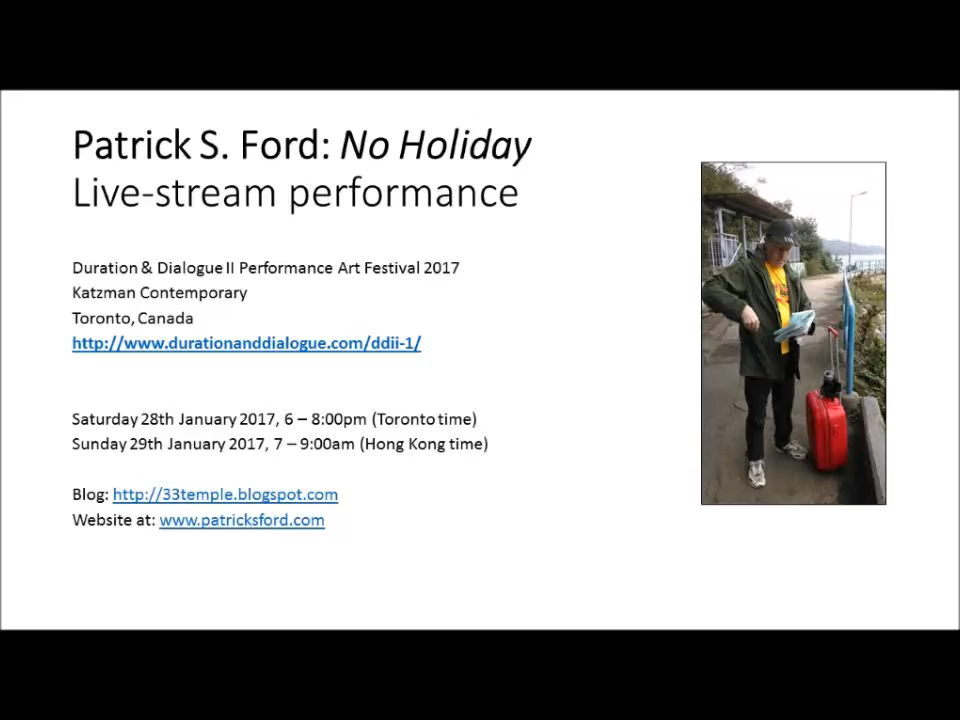 Patrick S. Ford: No Holiday
Live-stream performance
Duration & Dialogue II Performance Art Festival 2017
Katzman Contemporary
Toronto, Canada
http://www.durationanddialogue.com/ddii-1/
Saturday 28th January 2017, 6 – 8:00pm (Toronto time)
Sunday 29th January 2017, 7 – 9:00am (Hong Kong time)
Blog: http://33temple.blogspot.com
Website at: www.patricksford.com